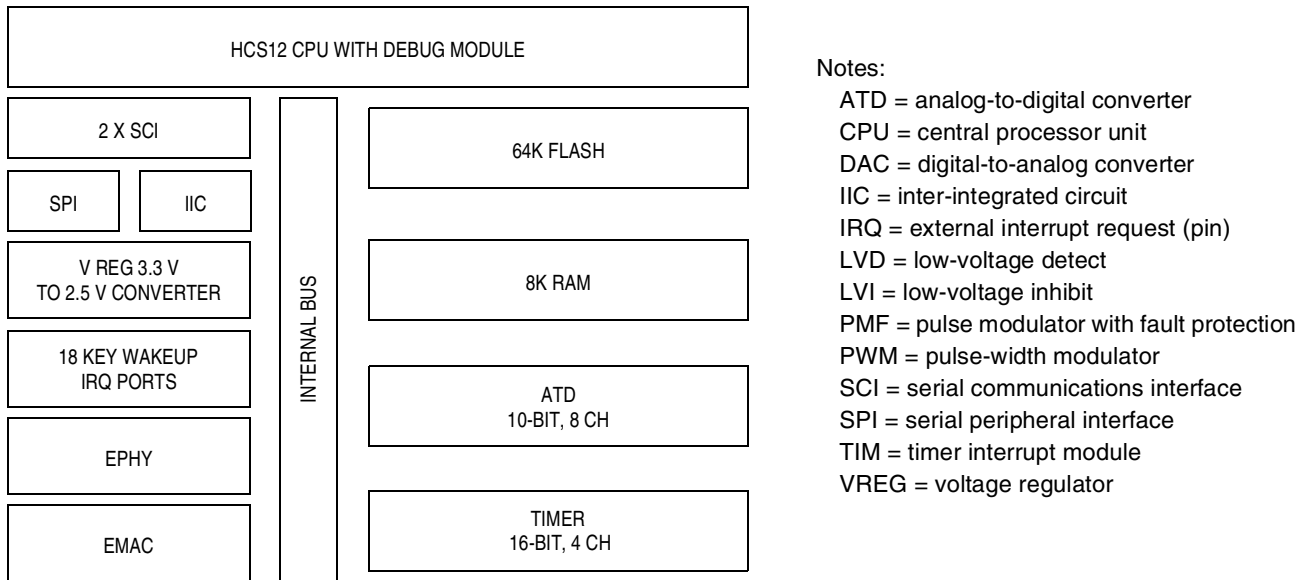 HCS12 CPU WITH DEBUG MODULE
2 X SCI
SPI
IIC
V REG 3.3 V
TO 2.5 V CONVERTER
18 KEY WAKEUP
IRQ PORTS
EPHY
EMAC
INTERNAL BUS
64K FLASH
8K RAM
ATD
10-BIT, 8 CH
TIMER
16-BIT, 4 CH
Notes:
ATD = analog-to-digital converter
CPU = central processor unit
DAC = digital-to-analog converter
IIC = inter-integrated circuit
IRQ = external interrupt request (pin)
LVD = low-voltage detect
LVI = low-voltage inhibit
PMF = pulse modulator with fault protection
PWM = pulse-width modulator
SCI = serial communications interface
SPI = serial peripheral interface
TIM = timer interrupt module
VREG = voltage regulator